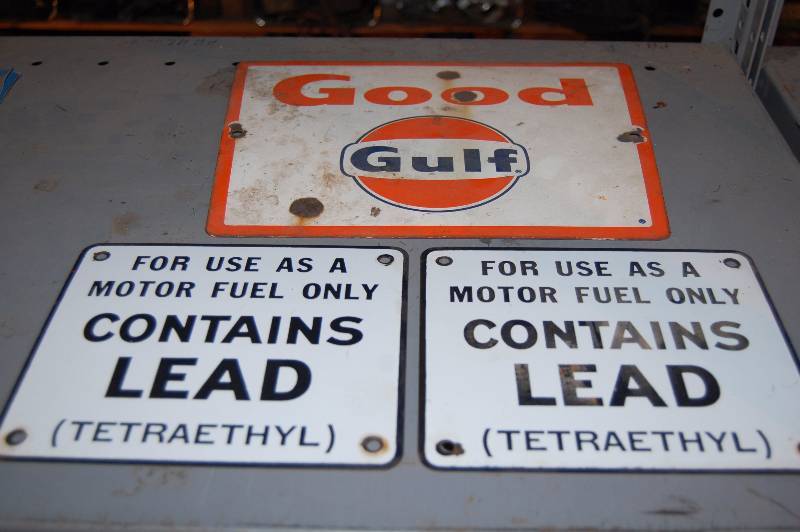 Good
Gulf
FOR USE AS A
MOTOR FUEL ONLY
CONTAINS
LEAD
(TETRAETHYL)
FOR USE AS A
MOTOR FUEL ONLY
CONTAINS
LEAD
(TETRAETHYL)